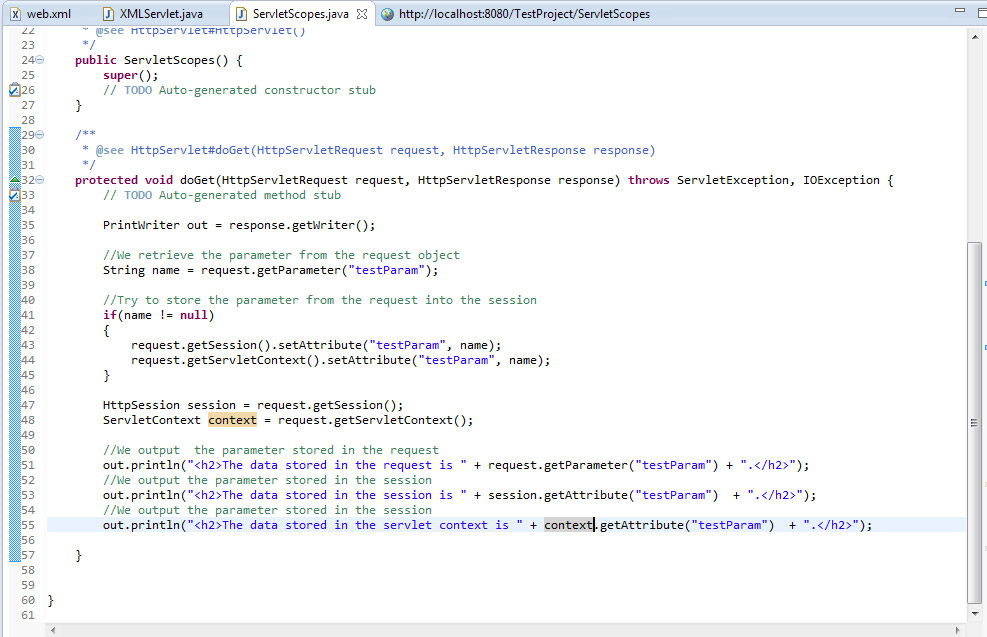 web.xml XMLServlet.java ServletScopes.java http://localhost:8080/TestProject/ServletScopes
22 * @see HttpServlet#HttpServlet()
23 */
24 public ServletScopes() {
25 super();
26 // TODO Auto-generated constructor stub
27 }
28
29 /**
30 * @see HttpServlet#doGet(HttpServletRequest request, HttpServletResponse response)
31 */
32 protected void doGet(HttpServletRequest request, HttpServletResponse response) throws ServletException, IOException {
33 // TODO Auto-generated method stub
34
35 PrintWriter out = response.getWriter();
36
37 //We retrieve the parameter from the request object
38 String name = request.getParameter("testParam");
39
40 //Try to store the parameter from the request into the session
41 if(name != null)
42 {
43 request.getSession().setAttribute("testParam", name);
44 request.getServletContext().setAttribute("testParam", name);
45 }
46
47 HttpSession session = request.getSession();
48 ServletContext context = request.getServletContext();
49
50 //We output  the parameter stored in the request
51 out.println("<h2>The data stored in the request is " + request.getParameter("testParam") + ".</h2>");
52 //We output the parameter stored in the session
53 out.println("<h2>The data stored in the session is " + session.getAttribute("testParam")  + ".</h2>");
54 //We output the parameter stored in the session
55 out.println("<h2>The data stored in the servlet context is " + context.getAttribute("testParam")  + ".</h2>");
56
57 }
58
59
60 }
61